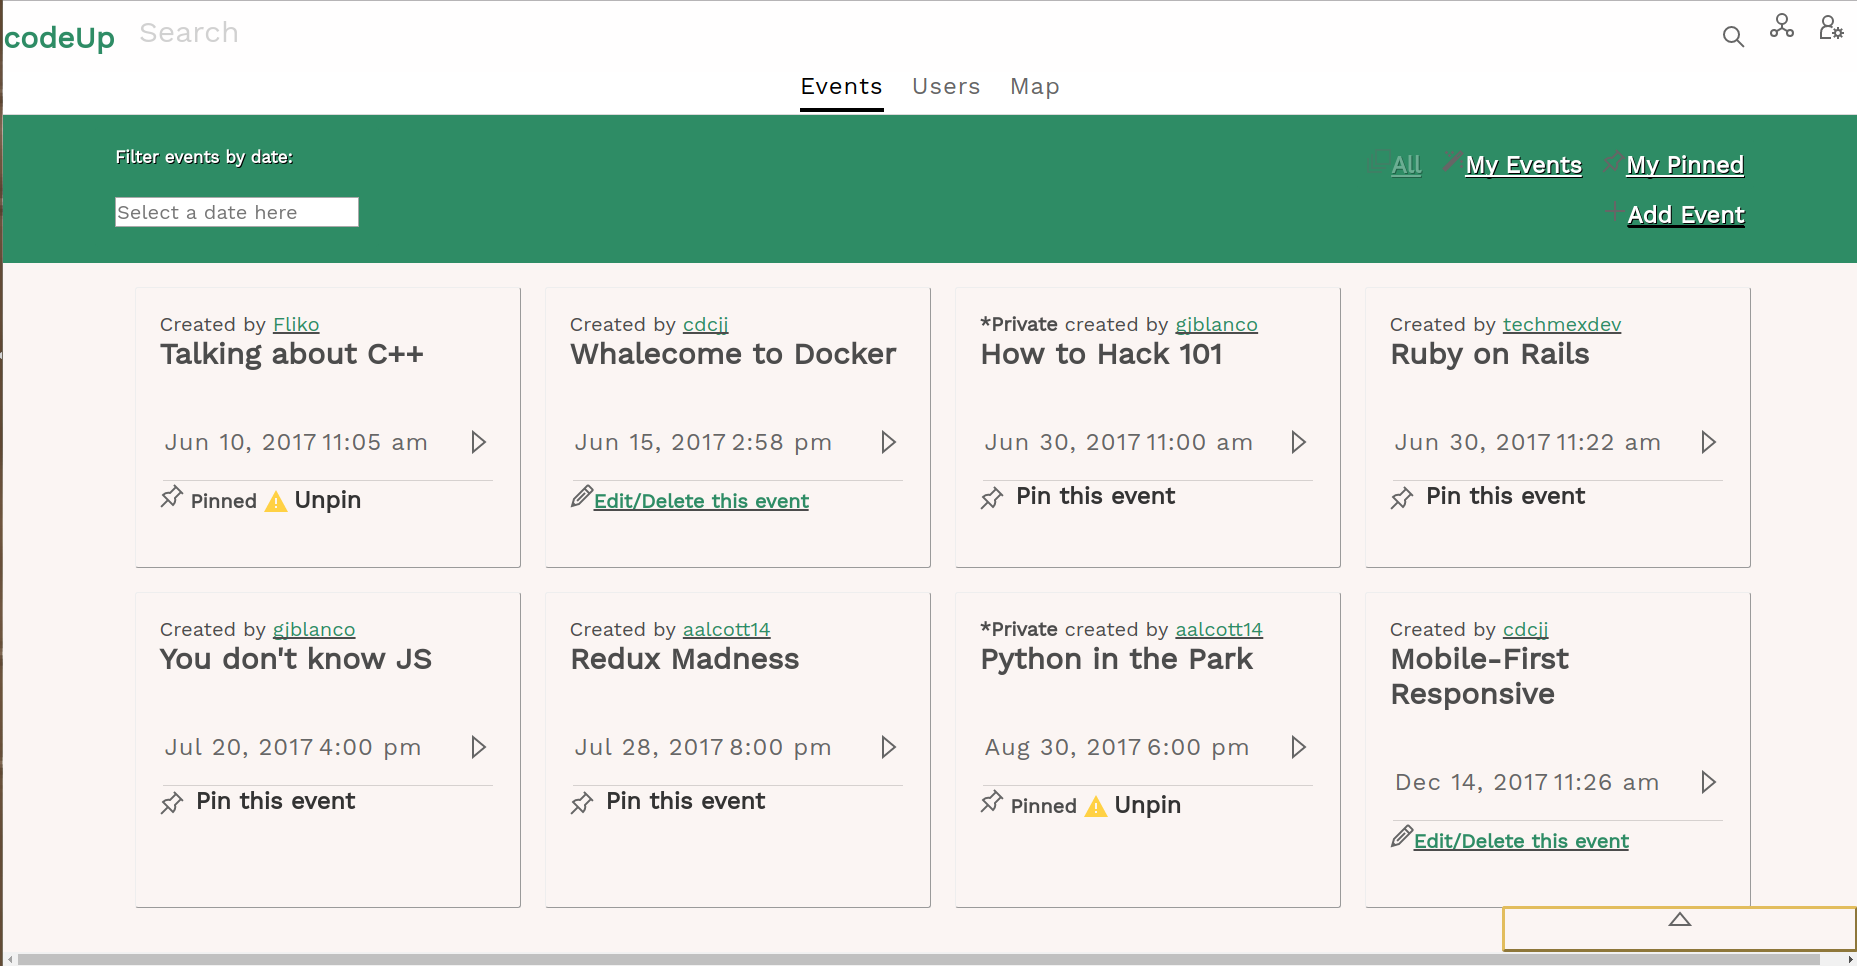 codeUp Search
Events Users Map
Filter events by date:
All My Events My Pinned
Select a date here
Add Event
Created by Fliko
Talking about C++
Jun 10, 2017 11:05 am
Pinned Unpin
Created by cdcjj
Whalecome to Docker
Jun 15, 2017 2:58 pm
Edit/Delete this event
*Private created by gjblanco
How to Hack 101
Jun 30, 2017 11:00 am
Pin this event
Created by techmexdev
Ruby on Rails
Jun 30, 2017 11:22 am
Pin this event
Created by gjblanco
You don't know JS
Jul 20, 2017 4:00 pm
Pin this event
Created by aalcott14
Redux Madness
Jul 28, 2017 8:00 pm
Pin this event
*Private created by aalcott14
Python in the Park
Aug 30, 2017 6:00 pm
Pinned Unpin
Created by cdcjj
Mobile-First
Responsive
Dec 14, 2017 11:26 am
Edit/Delete this event